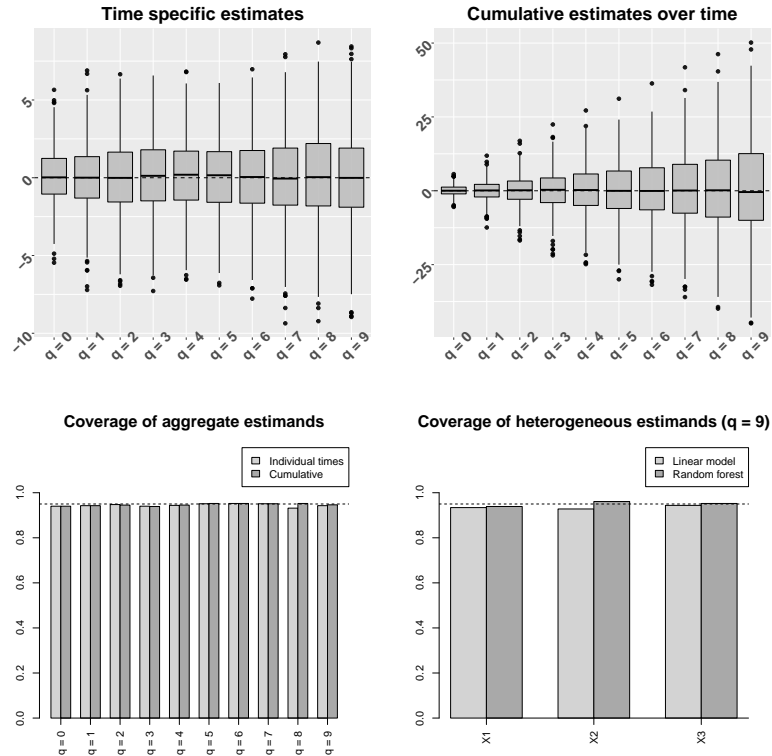 Time specific estimates
5
0
−5
−10
q = 0
q = 1
q = 2
q = 3
q = 4
q = 5
q = 6
q = 7
q = 8
q = 9
Cumulative estimates over time
50
25
0
−25
q = 0
q = 1
q = 2
q = 3
q = 4
q = 5
q = 6
q = 7
q = 8
q = 9
Coverage of aggregate estimands
Individual times
Cumulative
1.0
0.8
0.6
0.4
0.2
0.0
q = 0
q = 1
q = 2
q = 3
q = 4
q = 5
q = 6
q = 7
q = 8
q = 9
Coverage of heterogeneous estimands (q = 9)
Linear model
Random forest
1.0
0.8
0.6
0.4
0.2
0.0
X1
X2
X3